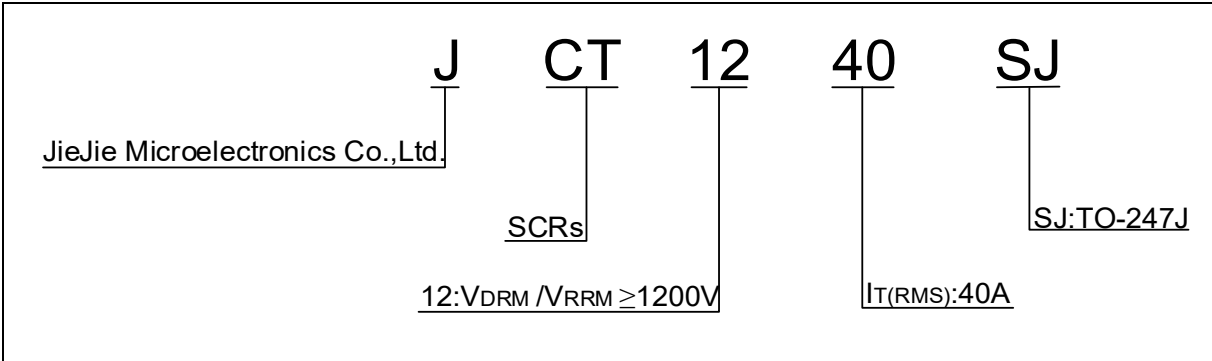 J CT 12 40 SJ
JieJie Microelectronics Co.,Ltd.
SCRs
SJ:TO-247J
12:VDRM /VRRM ≥1200V
IT(RMS):40A